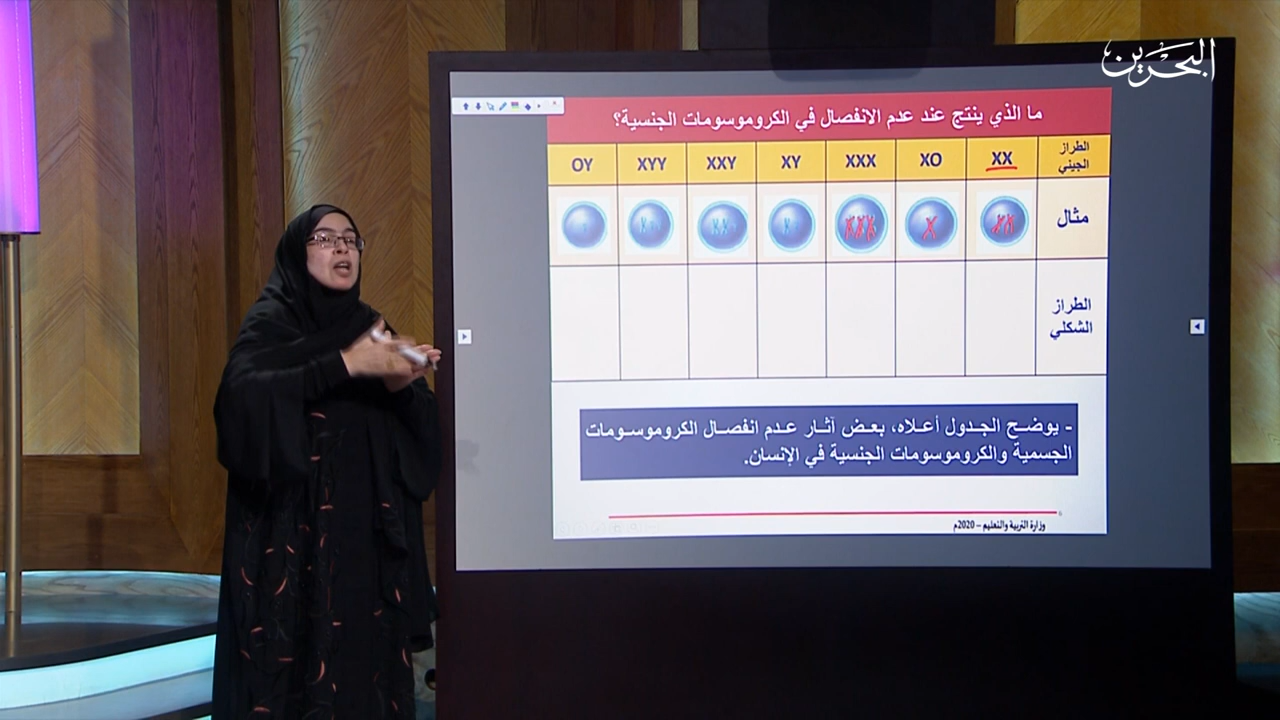 البحرين
ما الذي ينتج عند عدم الانفصال في الكروموسومات الجنسية؟
الطراز الجيني XX XO XXX XY XXY XYY OY
مثال
الطراز الشكلي
- يوضح الجدول أعلاه، بعض آثار عدم انفصال الكروموسومات
الجسمية والكروموسومات الجنسية في الإنسان.
6
وزارة التربية والتعليم – 2020م